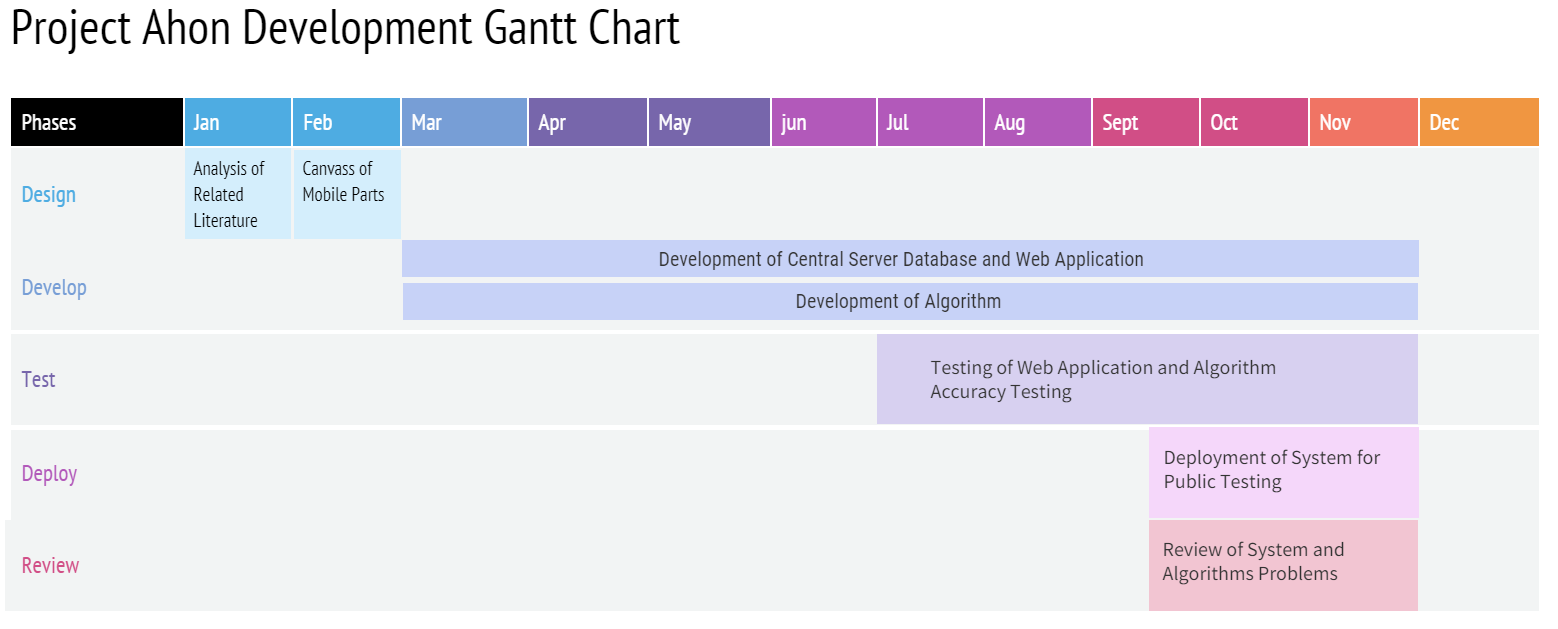 Project Ahon Development Gantt Chart
Phases Jan Feb Mar Apr May jun Jul Aug Sept Oct Nov Dec
Design
Analysis of
Related
Literature
Canvass of
Mobile Parts
Develop
Development of Central Server Database and Web Application
Development of Algorithm
Test
Testing of Web Application and Algorithm
Accuracy Testing
Deploy
Deployment of System for
Public Testing
Review
Review of System and
Algorithms Problems